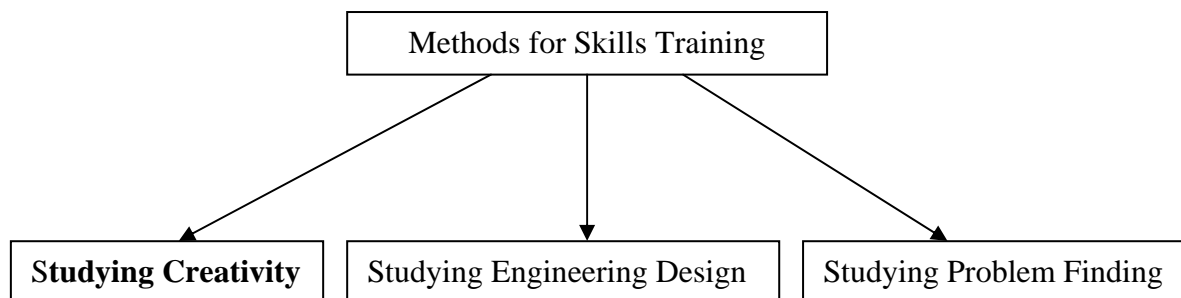 Methods for Skills Training
Studying Creativity
Studying Engineering Design
Studying Problem Finding